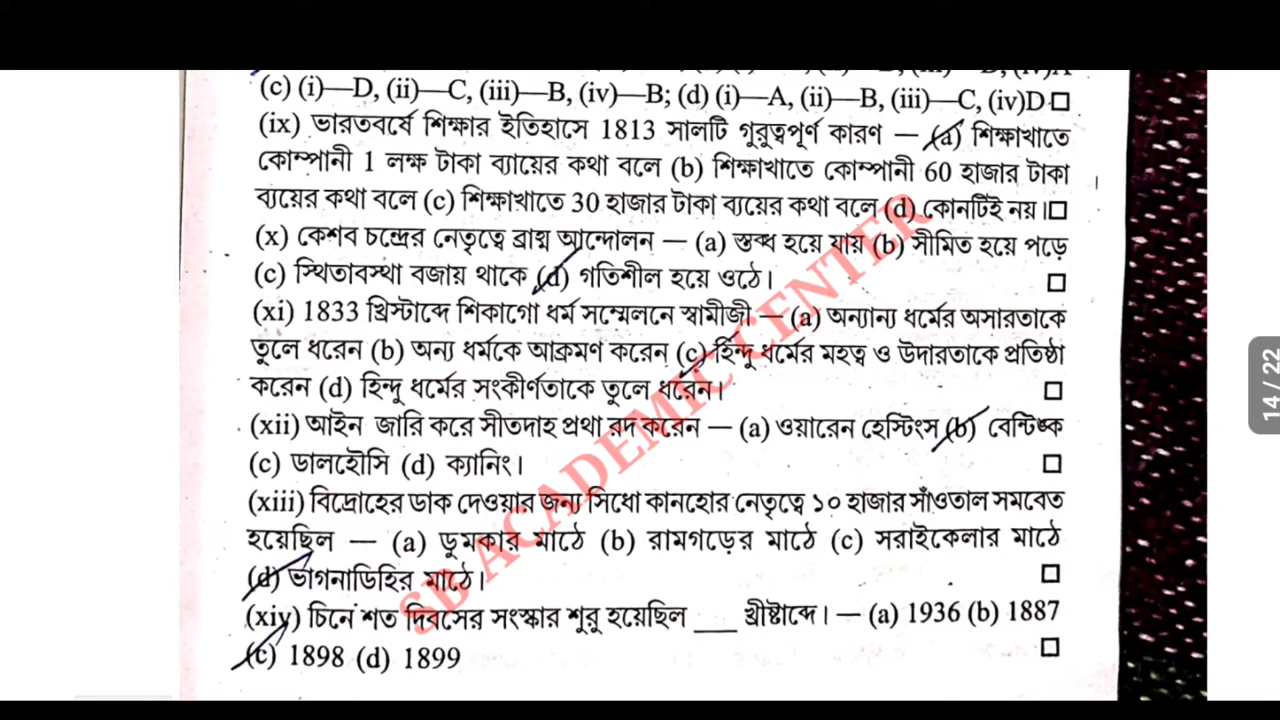 (c) (i)—D, (ii)—C, (iii)—B, (iv)—B; (d) (i)—A, (ii)—B, (iii)—C, (iv)D
(ix) ভারতবর্ষে শিক্ষার ইতিহাসে 1813 সালটি গুরুত্বপূর্ণ কারণ — (a) শিক্ষাখাতে
কোম্পানী 1 লক্ষ টাকা ব্যায়ের কথা বলে (b) শিক্ষাখাতে কোম্পানী 60 হাজার টাকা
ব্যয়ের কথা বলে (c) শিক্ষাখাতে 30 হাজার টাকা ব্যয়ের কথা বলে (d) কোনটিই নয়।
(x) কেশব চন্দ্রের নেতৃত্বে ব্রাহ্ম আন্দোলন — (a) স্তব্ধ হয়ে যায় (b) সীমিত হয়ে পড়ে
(c) স্থিতাবস্থা বজায় থাকে (d) গতিশীল হয়ে ওঠে।
(xi) 1833 খ্রিস্টাব্দে শিকাগো ধর্ম সম্মেলনে স্বামীজী — (a) অন্যান্য ধর্মের অসারতাকে
তুলে ধরেন (b) অন্য ধর্মকে আক্রমণ করেন (c) হিন্দু ধর্মের মহত্ব ও উদারতাকে প্রতিষ্ঠা
করেন (d) হিন্দু ধর্মের সংকীর্ণতাকে তুলে ধরেন।
(xii) আইন জারি করে সীতদাহ প্রথা রদ করেন — (a) ওয়ারেন হেস্টিংস (b) বেন্টিঙ্ক
(c) ডালহৌসি (d) ক্যানিং।
(xiii) বিদ্রোহের ডাক দেওয়ার জন্য সিধো কানহোর নেতৃত্বে ১০ হাজার সাঁওতাল সমবেত
হয়েছিল — (a) ডুমকার মাঠে (b) রামগড়ের মাঠে (c) সরাইকেলার মাঠে
(d) ভাগনাডিহির মাঠে।
(xiv) চিনে শত দিবসের সংস্কার শুরু হয়েছিল ___ খ্রীষ্টাব্দে। — (a) 1936 (b) 1887
(c) 1898 (d) 1899
SB ACADEMIC CENTER
14 / 22